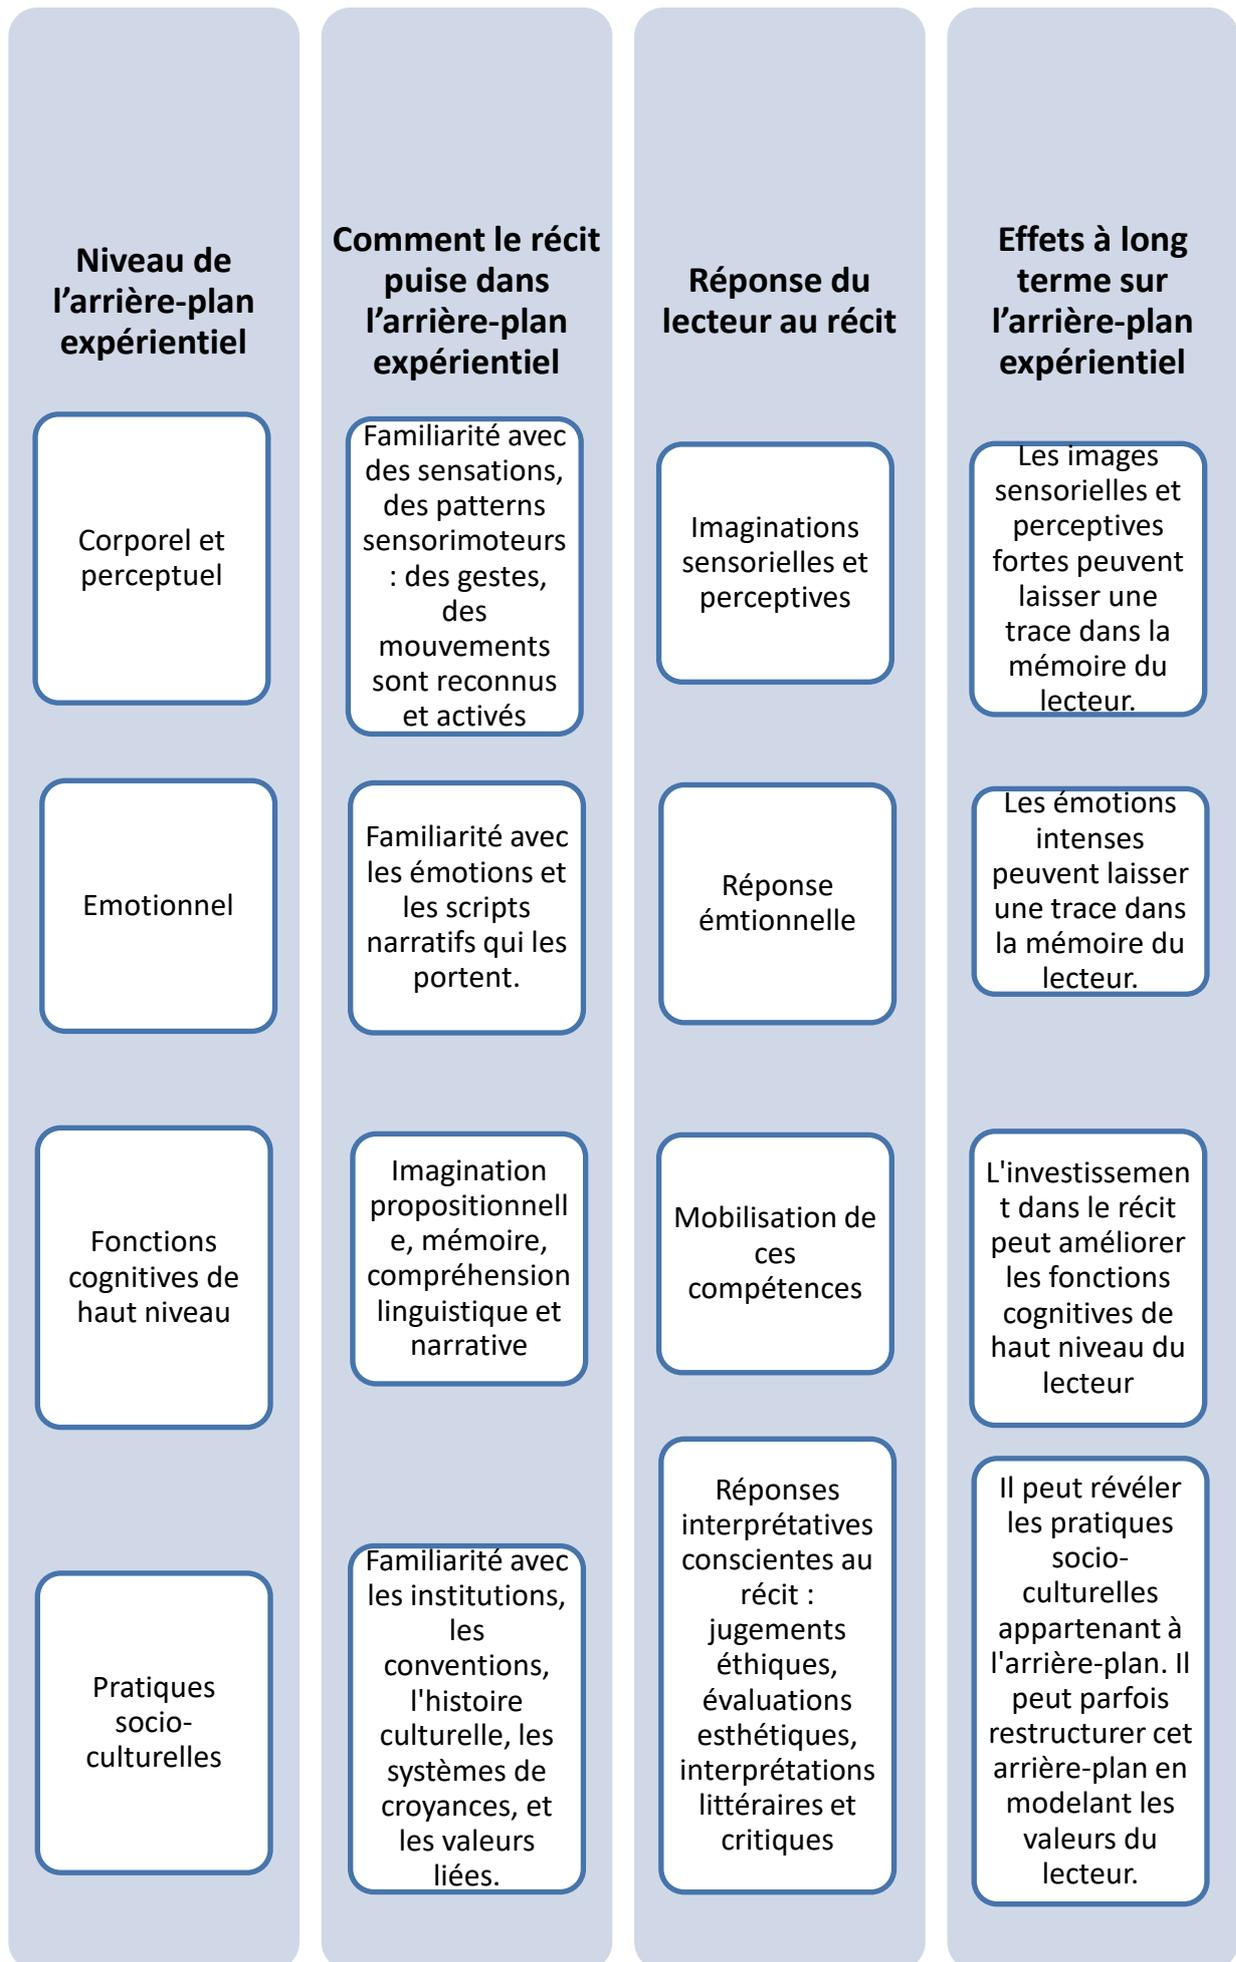 Niveau de
l’arrière-plan
expérientiel
Corporel et
perceptuel
Emotionnel
Fonctions
cognitives de
haut niveau
Pratiques
socio-
culturelles
Comment le récit
puise dans
l’arrière-plan
expérientiel
Familiarité avec
des sensations,
des patterns
sensorimoteurs
: des gestes,
des
mouvements
sont reconnus
et activés
Familiarité avec
les émotions et
les scripts
narratifs qui les
portent.
Imagination
propositionnell
e, mémoire,
compréhension
linguistique et
narrative
Familiarité avec
les institutions,
les
conventions,
l'histoire
culturelle, les
systèmes de
croyances, et
les valeurs
liées.
Réponse du
lecteur au récit
Imaginations
sensorielles et
perceptives
Réponse
émtionnelle
Mobilisation de
ces
compétences
Réponses
interprétatives
conscientes au
récit :
jugements
éthiques,
évaluations
esthétiques,
interprétations
littéraires et
critiques
Effets à long
terme sur
l’arrière-plan
expérientiel
Les images
sensorielles et
perceptives
fortes peuvent
laisser une
trace dans la
mémoire du
lecteur.
Les émotions
intenses
peuvent laisser
une trace dans
la mémoire du
lecteur.
L'investissemen
t dans le récit
peut améliorer
les fonctions
cognitives de
haut niveau du
lecteur
Il peut révéler
les pratiques
socio-
culturelles
appartenant à
l'arrière-plan. Il
peut parfois
restructurer cet
arrière-plan en
modelant les
valeurs du
lecteur.